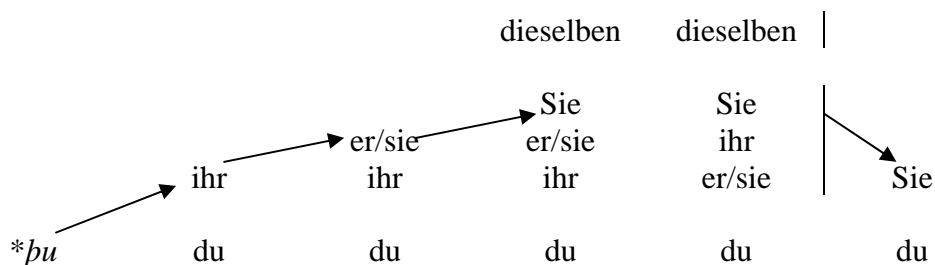 dieselben dieselben
Sie Sie
er/sie er/sie ihr
ihr ihr ihr er/sie Sie
*þu du du du du du